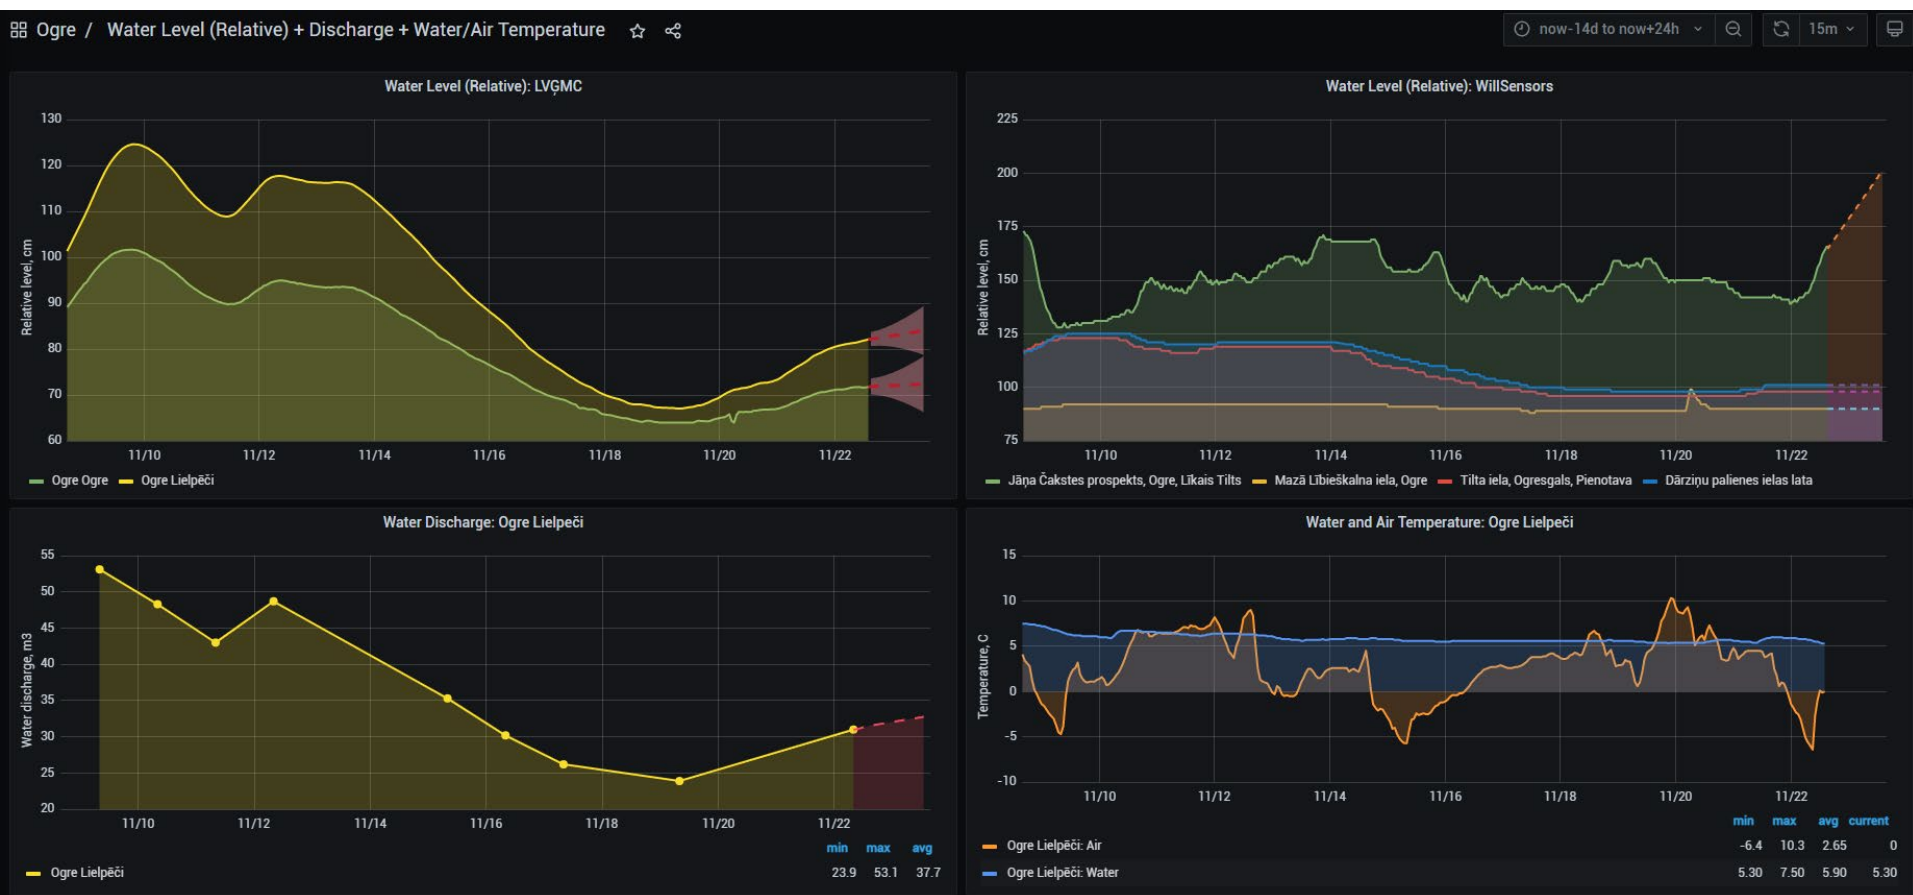 Ogre / Water Level (Relative) + Discharge + Water/Air Temperature
now-14d to now+24h
15m
Water Level (Relative): LVĢMC
Relative level, cm
130
120
110
100
90
80
70
60
11/10 11/12 11/14 11/16 11/18 11/20 11/22
Ogre Ogre Ogre Lielpēči
Water Level (Relative): WillSensors
Relative level, cm
225
200
175
150
125
100
75
11/10 11/12 11/14 11/16 11/18 11/20 11/22
Jāņa Čakstes prospekts, Ogre, Līkais Tilts Mazā Lībieškalna iela, Ogre Tilta iela, Ogresgals, Pienotava Dārziņu palienes ielas lata
Water Discharge: Ogre Lielpeči
Water discharge, m3
55
50
45
40
35
30
25
20
11/10 11/12 11/14 11/16 11/18 11/20 11/22
min max avg
Ogre Lielpēči 23.9 53.1 37.7
Water and Air Temperature: Ogre Lielpeči
Temperature, C
15
10
5
0
-5
-10
11/10 11/12 11/14 11/16 11/18 11/20 11/22
min max avg current
Ogre Lielpēči: Air -6.4 10.3 2.65 0
Ogre Lielpēči: Water 5.30 7.50 5.90 5.30